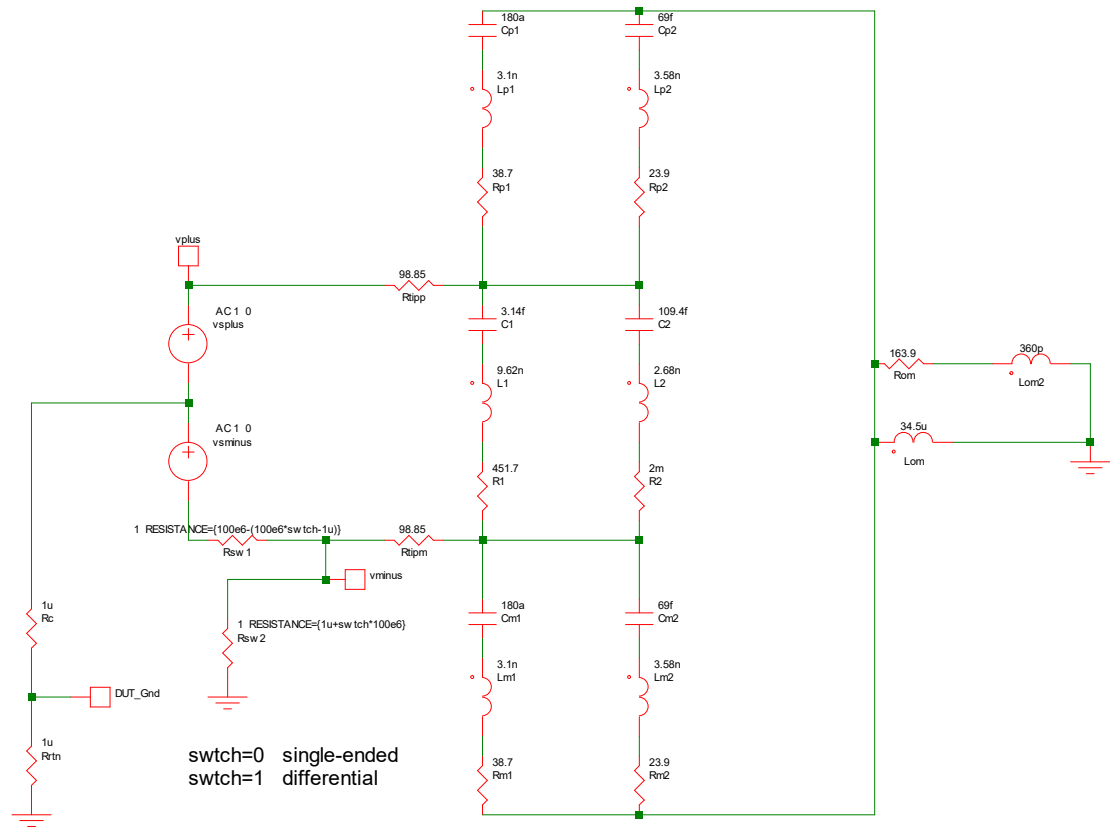 180a
Cp1
69f
Cp2
3.1n
Lp1
3.58n
Lp2
38.7
Rp1
23.9
Rp2
vplus
98.85
Rtipp
AC 1 0
vsplus
3.14f
C1
109.4f
C2
9.62n
L1
2.68n
L2
163.9
Rom
360p
Lom2
34.5u
Lom
AC 1 0
vsminus
451.7
R1
2m
R2
1 RESISTANCE={100e6-(100e6*swtch-1u)}
Rsw1
98.85
Rtipm
vminus
1u
Rc
1 RESISTANCE={1u+swtch*100e6}
Rsw2
180a
Cm1
69f
Cm2
3.1n
Lm1
3.58n
Lm2
DUT_Gnd
1u
Rrtn
38.7
Rm1
23.9
Rm2
swtch=0 single-ended
swtch=1 differential